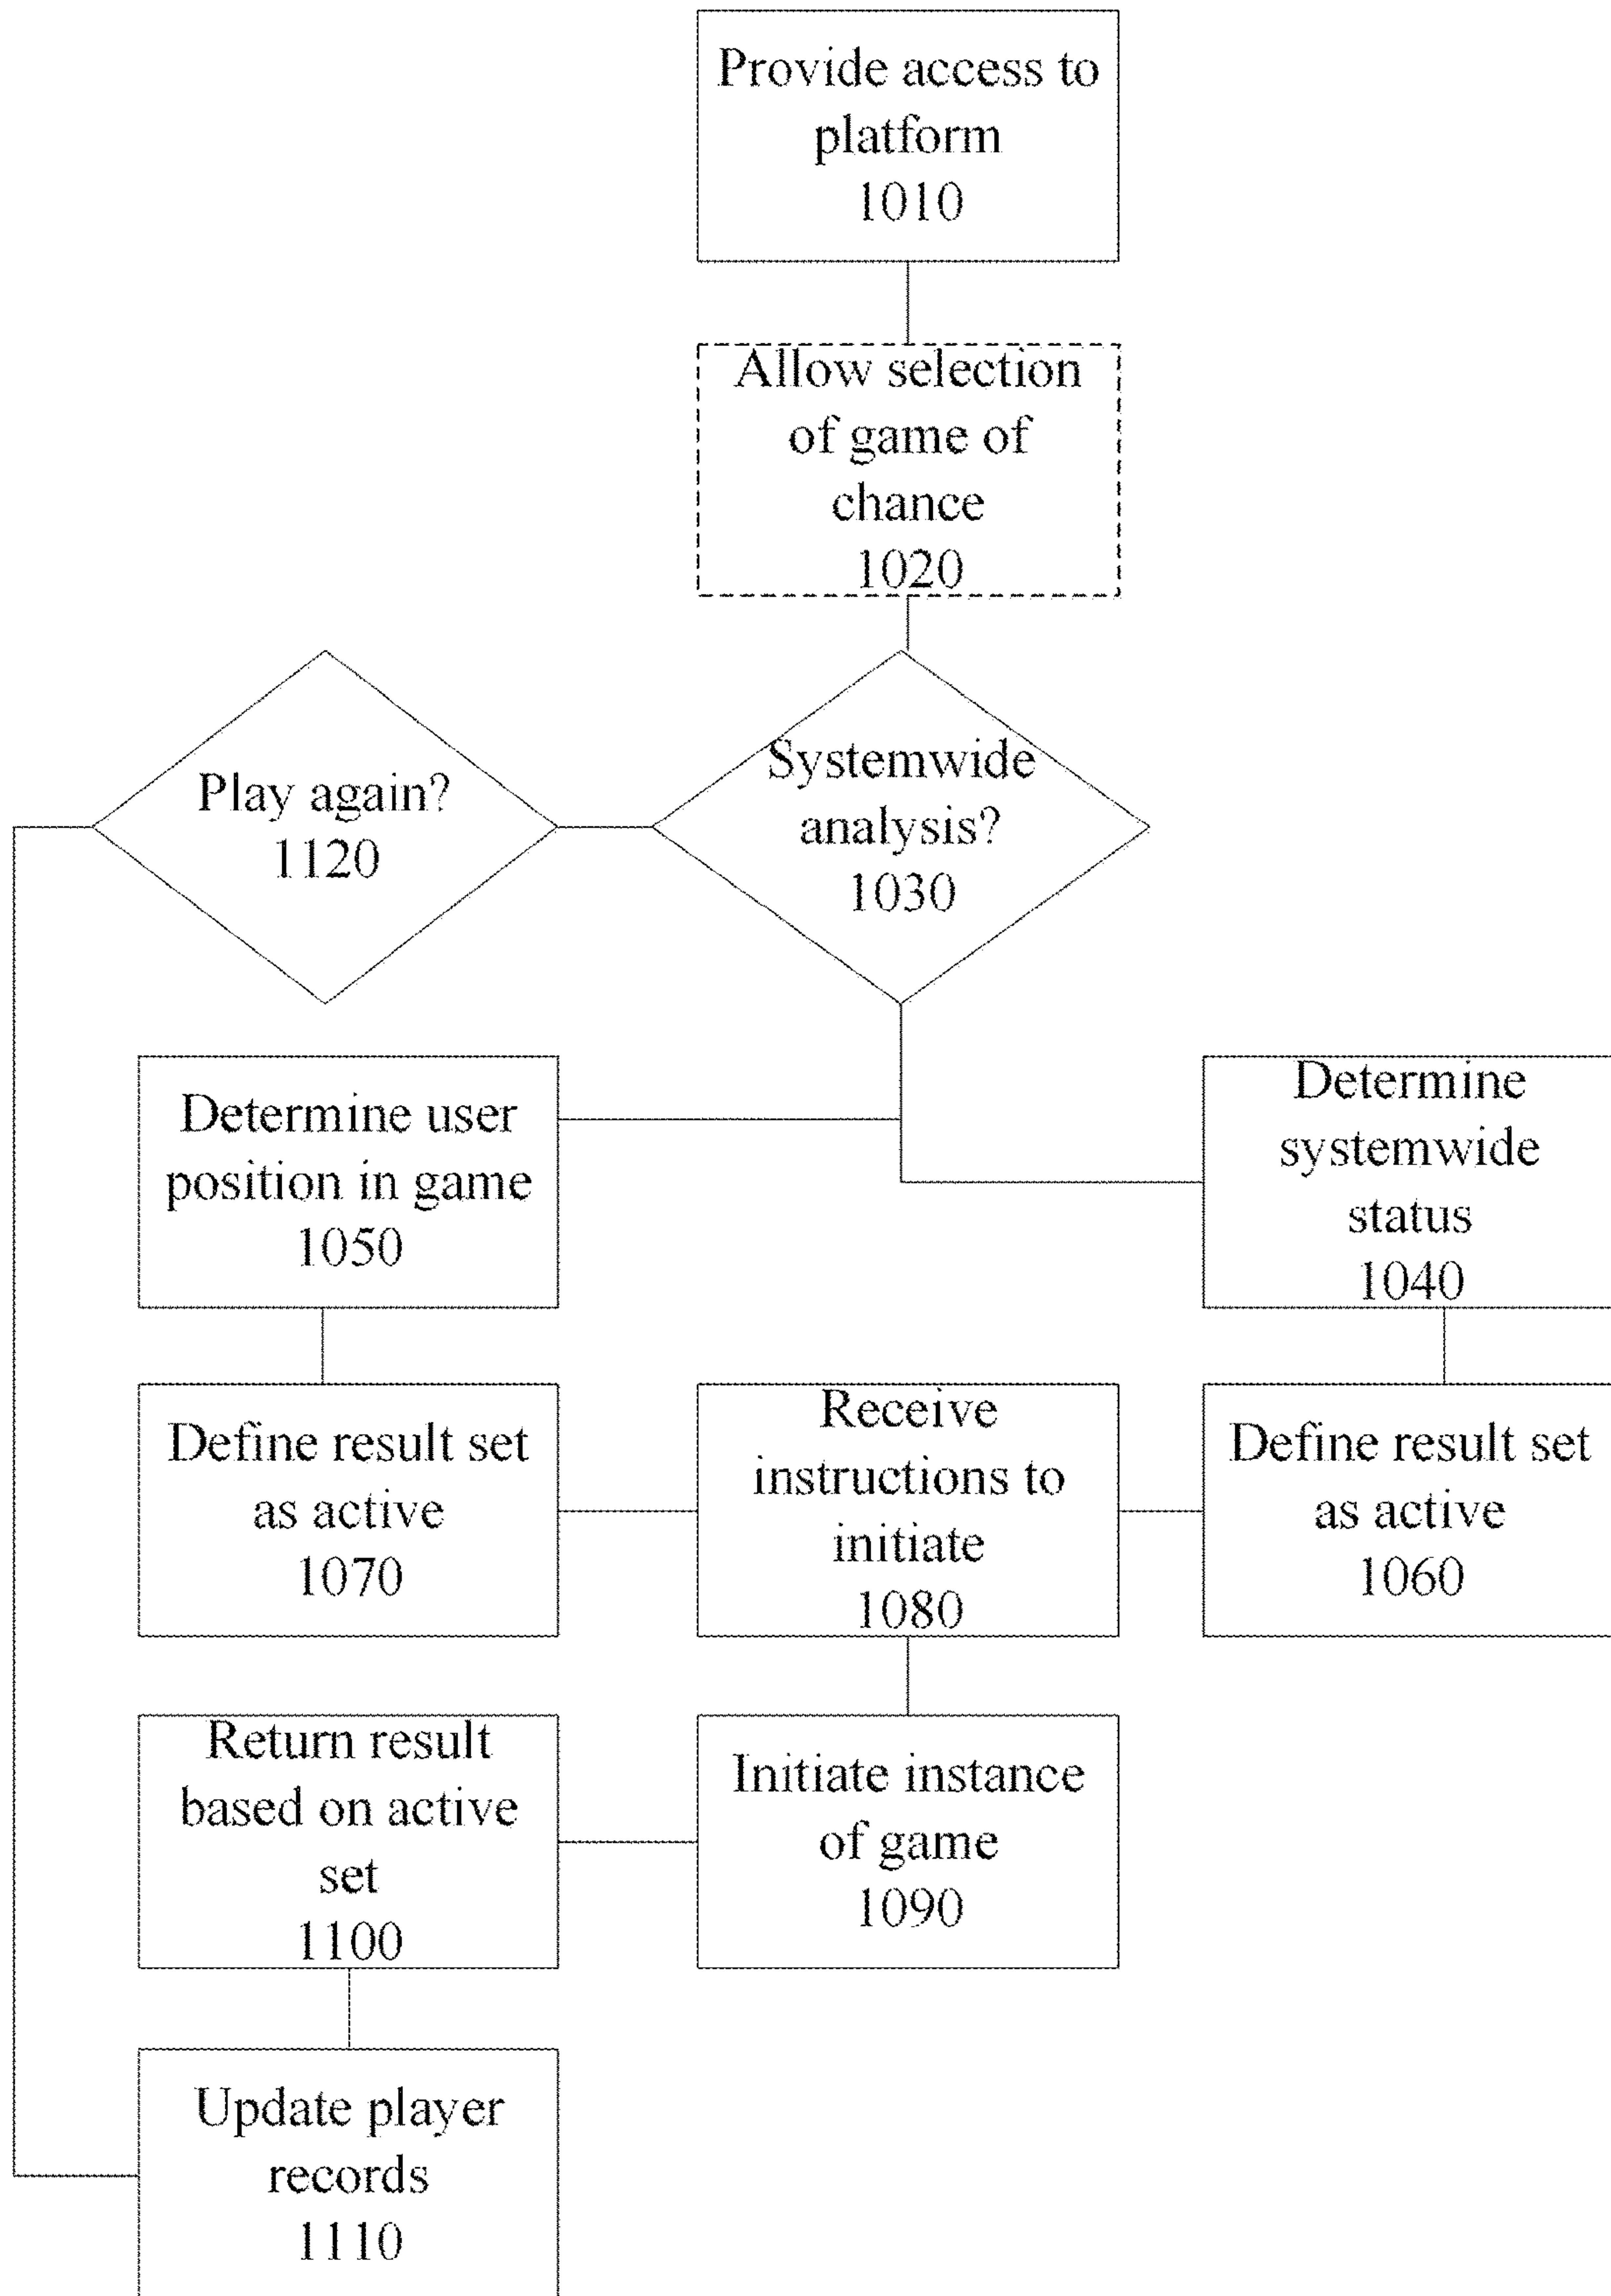 Provide access to
platform
1010
Allow selection
of game of
chance
1020
Play again?
1120
Systemwide
analysis?
1030
Determine user
position in game
1050
Determine
systemwide
status
1040
Define result set
as active
1070
Receive
instructions to
initiate
1080
Define result set
as active
1060
Return result
based on active
set
1100
Initiate instance
of game
1090
Update player
records
1110